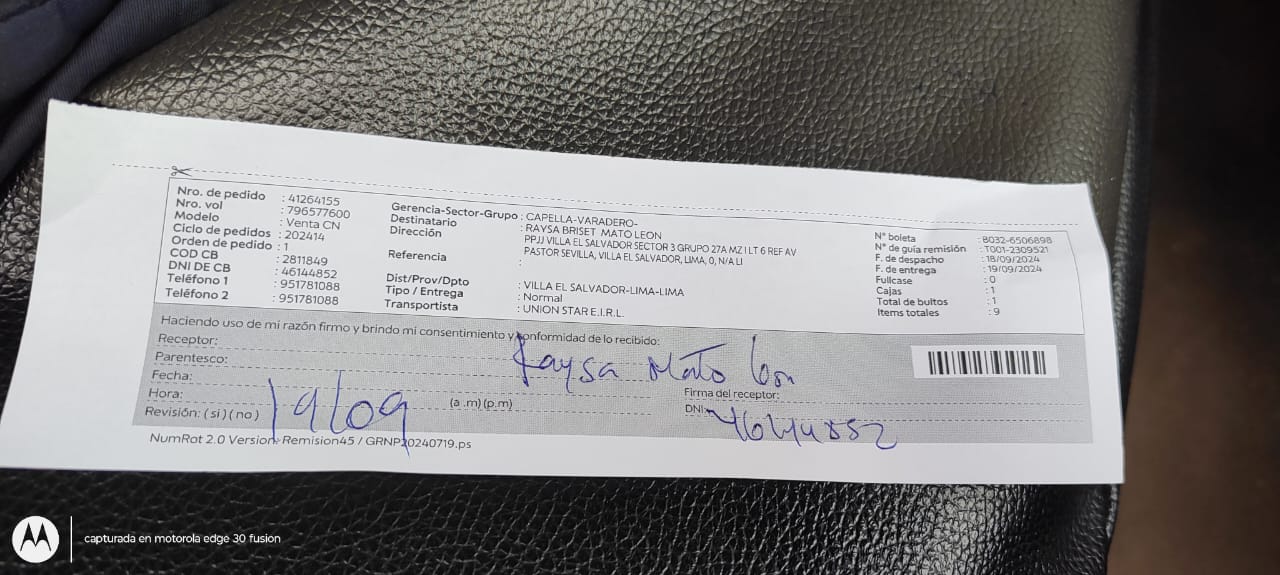 Nro. de pedido : 41264155
Nro. vol : 796577600
Modelo : Venta CN
Ciclo de pedidos : 202414
Orden de pedido : 1
COD CB : 2811849
DNI DE CB : 46144852
Teléfono 1 : 951781088
Teléfono 2 : 951781088
Gerencia-Sector-Grupo : CAPELLA-VARADERO-
Destinatario : RAYSA BRISET MATO LEON
Dirección : PPJJ VILLA EL SALVADOR SECTOR 3 GRUPO 27A MZ I LT 6 REF AV
PASTOR SEVILLA, VILLA EL SALVADOR, LIMA, 0, N/A LI
Referencia :
Dist/Prov/Dpto : VILLA EL SALVADOR-LIMA-LIMA
Tipo / Entrega : Normal
Transportista : UNION STAR E.I.R.L.
N° boleta : B032-6506898
N° de guía remisión : T001-2309521
F. de despacho : 18/09/2024
F. de entrega : 19/09/2024
Fullcase : 0
Cajas : 1
Total de bultos : 1
Items totales : 9
Haciendo uso de mi razón firmo y brindo mi consentimiento y conformidad de lo recibido:
Receptor: Raysa Mato
Parentesco:
Fecha: 19/09
Hora: (a .m) (p.m)
Revisión: ( si ) ( no )
Firma del receptor:
DNI: 46144852
NumRot 2.0 Version: Remision45 / GRNP20240719.ps
capturada en motorola edge 30 fusion